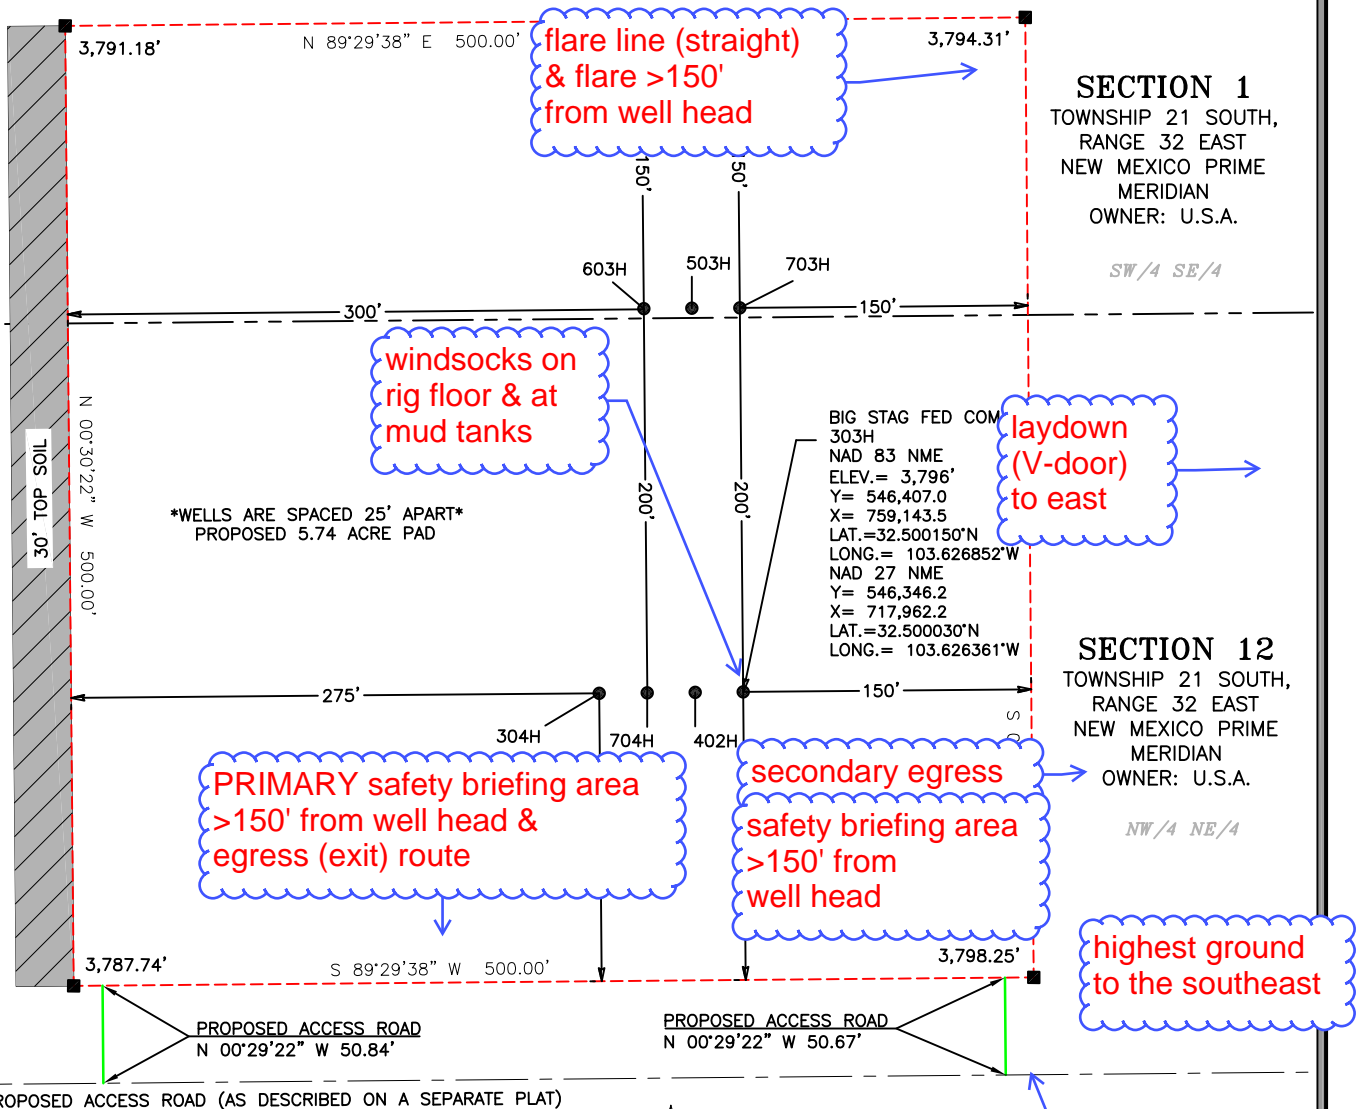 3,791.18'
N 89°29'38" E 500.00'
flare line (straight)
& flare >150'
from well head
3,794.31'
SECTION 1
TOWNSHIP 21 SOUTH,
RANGE 32 EAST
NEW MEXICO PRIME
MERIDIAN
OWNER: U.S.A.
SW/4 SE/4
150'
50'
603H
503H
703H
300'
150'
windsocks on
rig floor & at
mud tanks
N 00°30'22" W 500.00'
30' TOP SOIL
*WELLS ARE SPACED 25' APART*
PROPOSED 5.74 ACRE PAD
200'
200'
BIG STAG FED COM
303H
NAD 83 NME
ELEV.= 3,796'
Y= 546,407.0
X= 759,143.5
LAT.=32.500150°N
LONG.= 103.626852°W
NAD 27 NME
Y= 546,346.2
X= 717,962.2
LAT.=32.500030°N
LONG.= 103.626361°W
laydown
(V-door)
to east
SECTION 12
TOWNSHIP 21 SOUTH,
RANGE 32 EAST
NEW MEXICO PRIME
MERIDIAN
OWNER: U.S.A.
NW/4 NE/4
275'
150'
304H
704H
402H
S
PRIMARY safety briefing area
>150' from well head &
egress (exit) route
secondary egress
safety briefing area
>150' from
well head
highest ground
to the southeast
3,787.74'
S 89°29'38" W 500.00'
3,798.25'
PROPOSED ACCESS ROAD
N 00°29'22" W 50.84'
PROPOSED ACCESS ROAD
N 00°29'22" W 50.67'
ROPOSED ACCESS ROAD (AS DESCRIBED ON A SEPARATE PLAT)